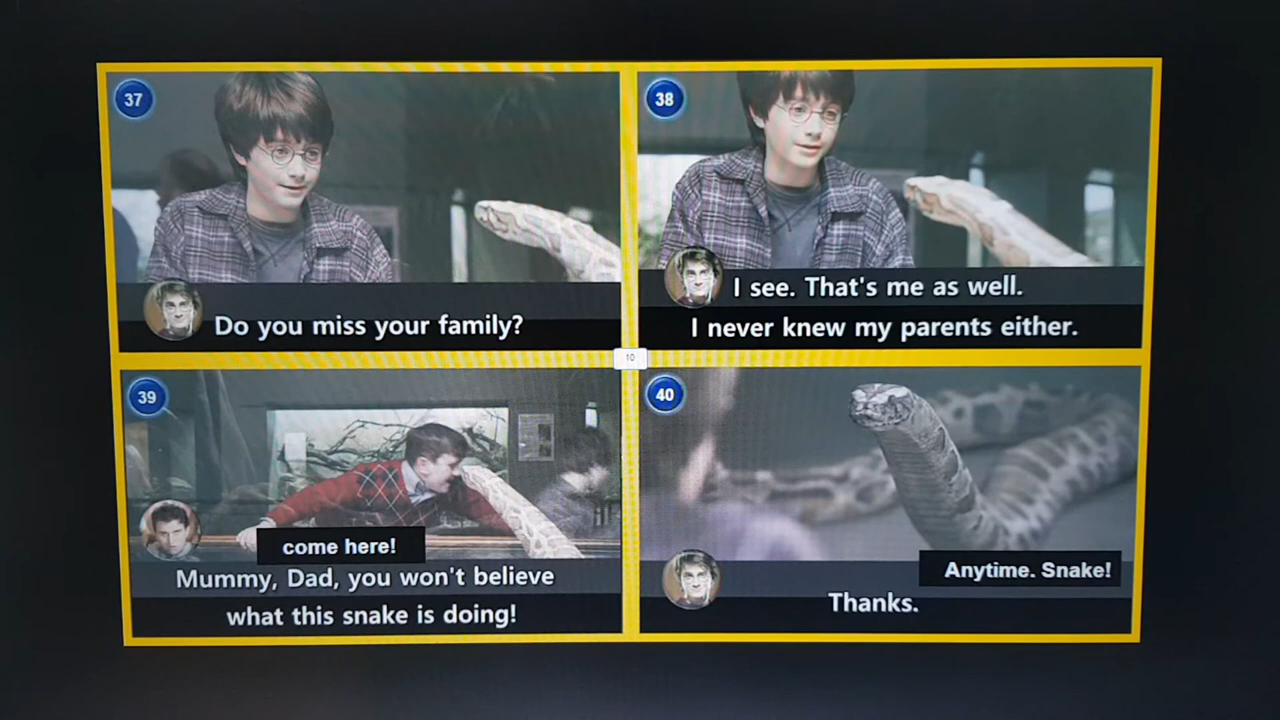 37
Do you miss your family?
38
I see. That's me as well.
I never knew my parents either.
10
39
come here!
Mummy, Dad, you won't believe
what this snake is doing!
40
Anytime. Snake!
Thanks.